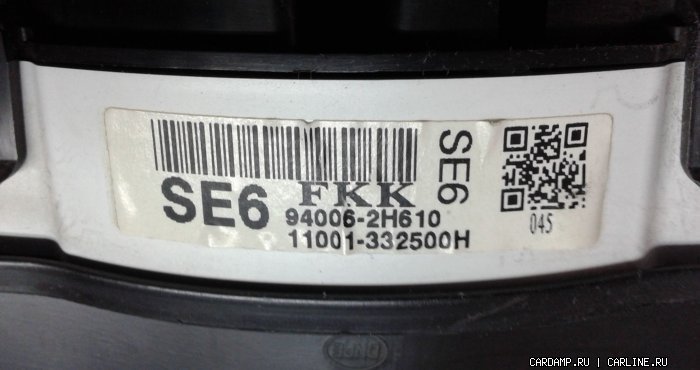 SE6
FKK
94006-2H610
11001-332500H
SE6
045
CARDAMP.RU | CARLINE.RU